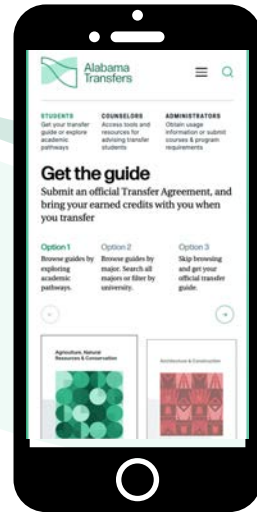 Alabama
Transfers
STUDENTS
Get your transfer
guide or explore
academic
pathways
COUNSELORS
Access tools and
resources for
advising transfer
students
ADMINISTRATORS
Obtain usage
information or submit
courses & program
requirements
Get the guide
Submit an official Transfer Agreement, and
bring your earned credits with you when
you transfer
Option 1
Browse guides by
exploring
academic
pathways.
Option 2
Browse guides by
major. Search all
majors or filter by
university.
Option 3
Skip browsing
and get your
official transfer
guide.
Agriculture, Natural
Resources & Conservation
Architecture & Construction